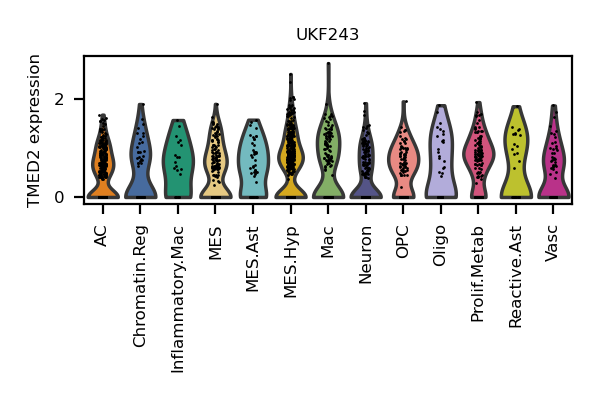 UKF243
TMED2 expression
2
0
AC
Chromatin.Reg
Inflammatory.Mac
MES
MES.Ast
MES.Hyp
Mac
Neuron
OPC
Oligo
Prolif.Metab
Reactive.Ast
Vasc